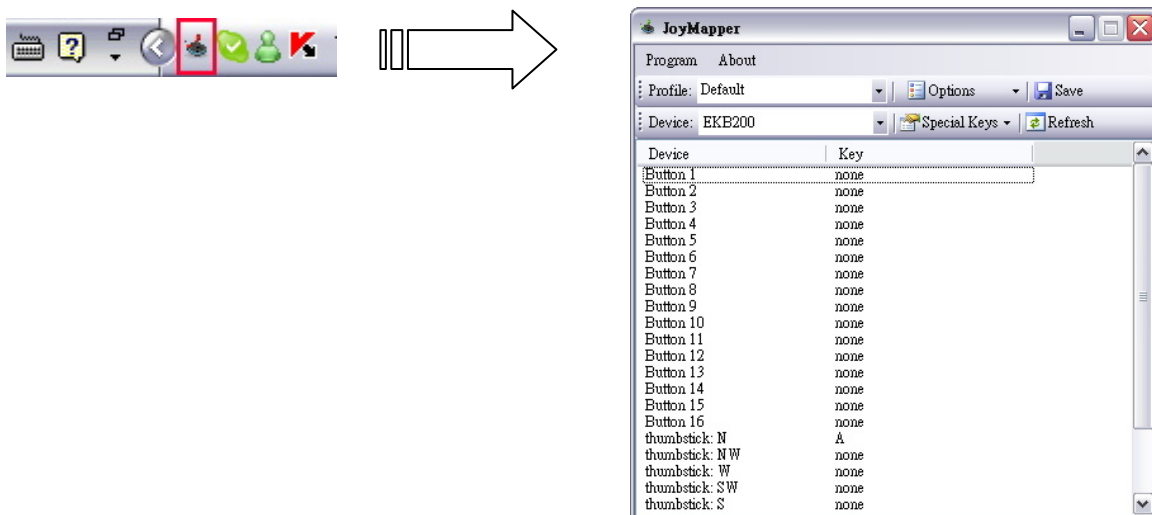 JoyMapper
Program About
Profile: Default Options Save
Device: EKB200 Special Keys Refresh
Device Key
Button 1 none
Button 2 none
Button 3 none
Button 4 none
Button 5 none
Button 6 none
Button 7 none
Button 8 none
Button 9 none
Button 10 none
Button 11 none
Button 12 none
Button 13 none
Button 14 none
Button 15 none
Button 16 none
thumbstick: N A
thumbstick: NW none
thumbstick: W none
thumbstick: SW none
thumbstick: S none